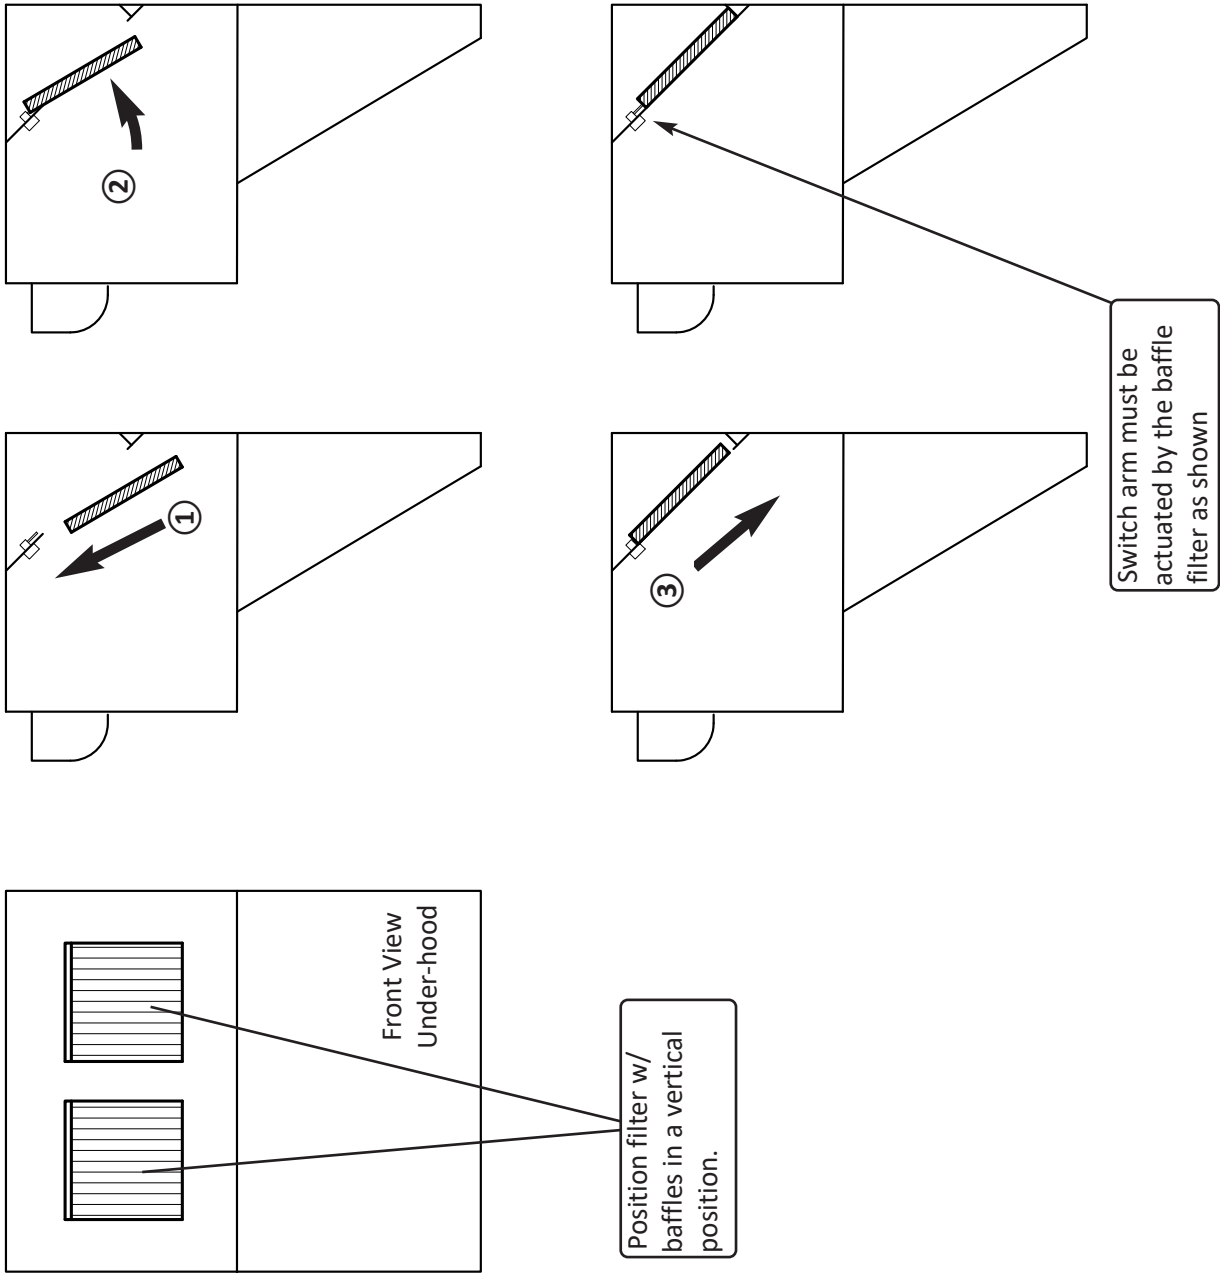 Front View
Under-hood
Position filter w/
baffles in a vertical
position.
①
②
③
Switch arm must be
actuated by the baffle
filter as shown